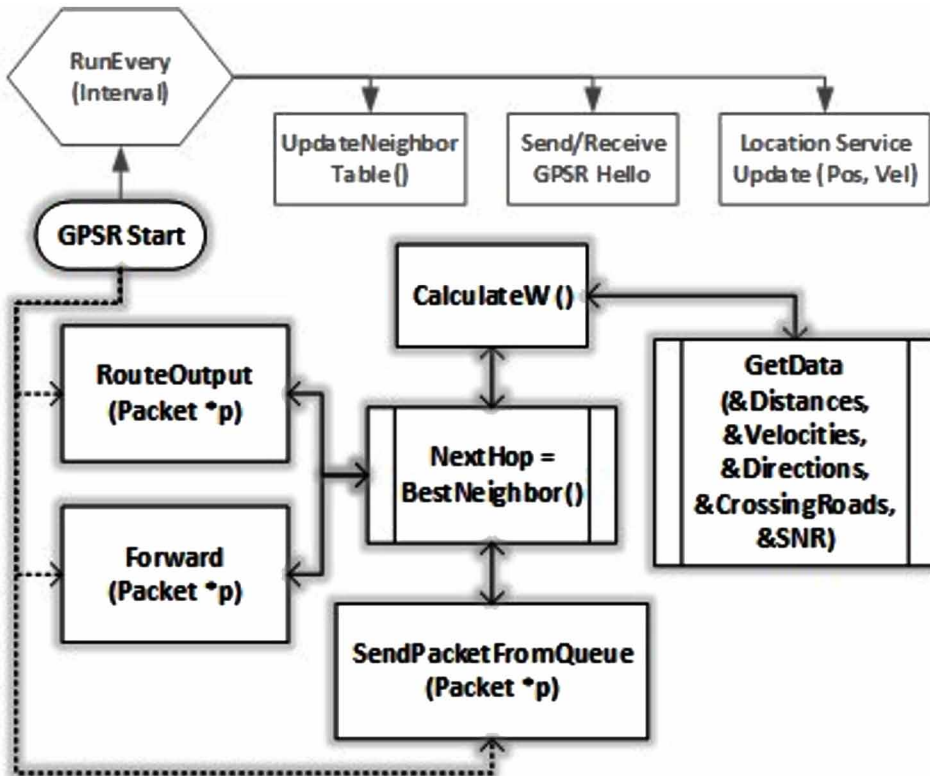 RunEvery
(Interval)
UpdateNeighbor
Table()
Send/Receive
GPSR Hello
Location Service
Update (Pos, Vel)
GPSR Start
CalculateW ()
RouteOutput
(Packet *p)
GetData
(&Distances,
&Velocities,
&Directions,
&CrossingRoads,
&SNR)
NextHop =
BestNeighbor()
Forward
(Packet *p)
SendPacketFromQueue
(Packet *p)